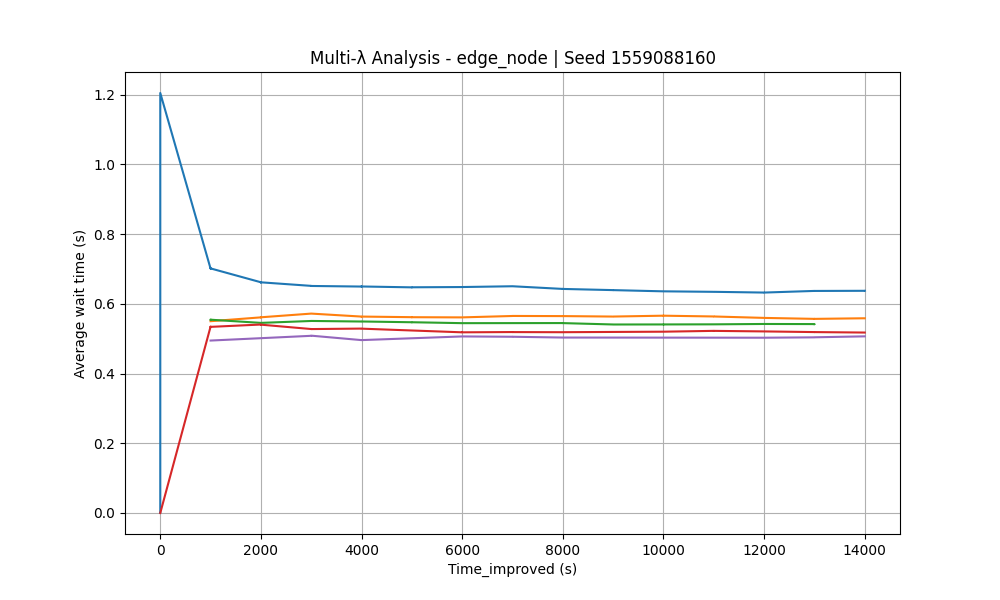 Multi-λ Analysis - edge_node | Seed 1559088160
Average wait time (s)
1.2
1.0
0.8
0.6
0.4
0.2
0.0
0 2000 4000 6000 8000 10000 12000 14000
Time_improved (s)